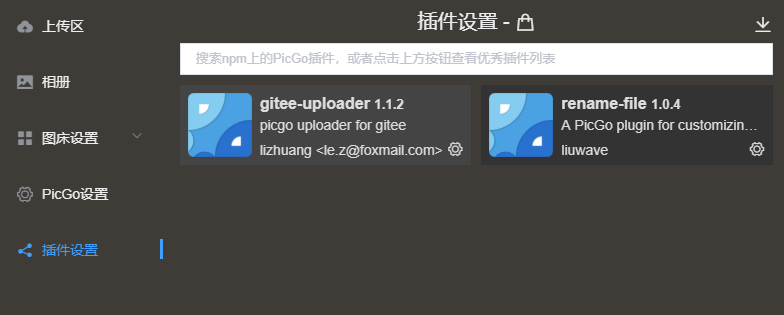 上传区
相册
图床设置
PicGo设置
插件设置
插件设置 -
搜索npm上的PicGo插件，或者点击上方按钮查看优秀插件列表
gitee-uploader 1.1.2
picgo uploader for gitee
lizhuang <le.z@foxmail.com>
rename-file 1.0.4
A PicGo plugin for customizin...
liuwave